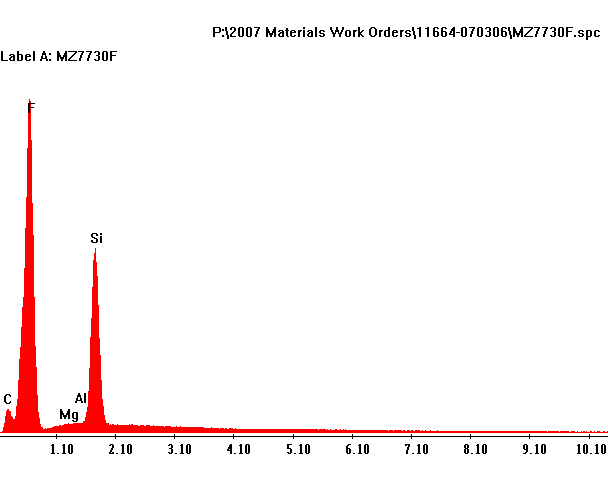 P:\2007 Materials Work Orders\11664-070306\MZ7730F.spc
Label A: MZ7730F
F
Si
C
Al
Mg
1.10 2.10 3.10 4.10 5.10 6.10 7.10 8.10 9.10 10.10